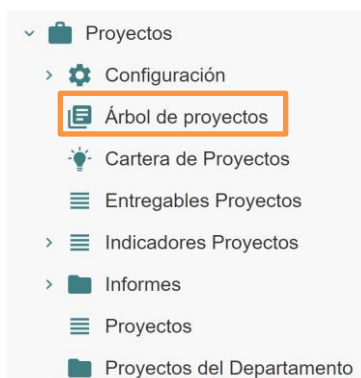 Proyectos
Configuración
Árbol de proyectos
Cartera de Proyectos
Entregables Proyectos
Indicadores Proyectos
Informes
Proyectos
Proyectos del Departamento